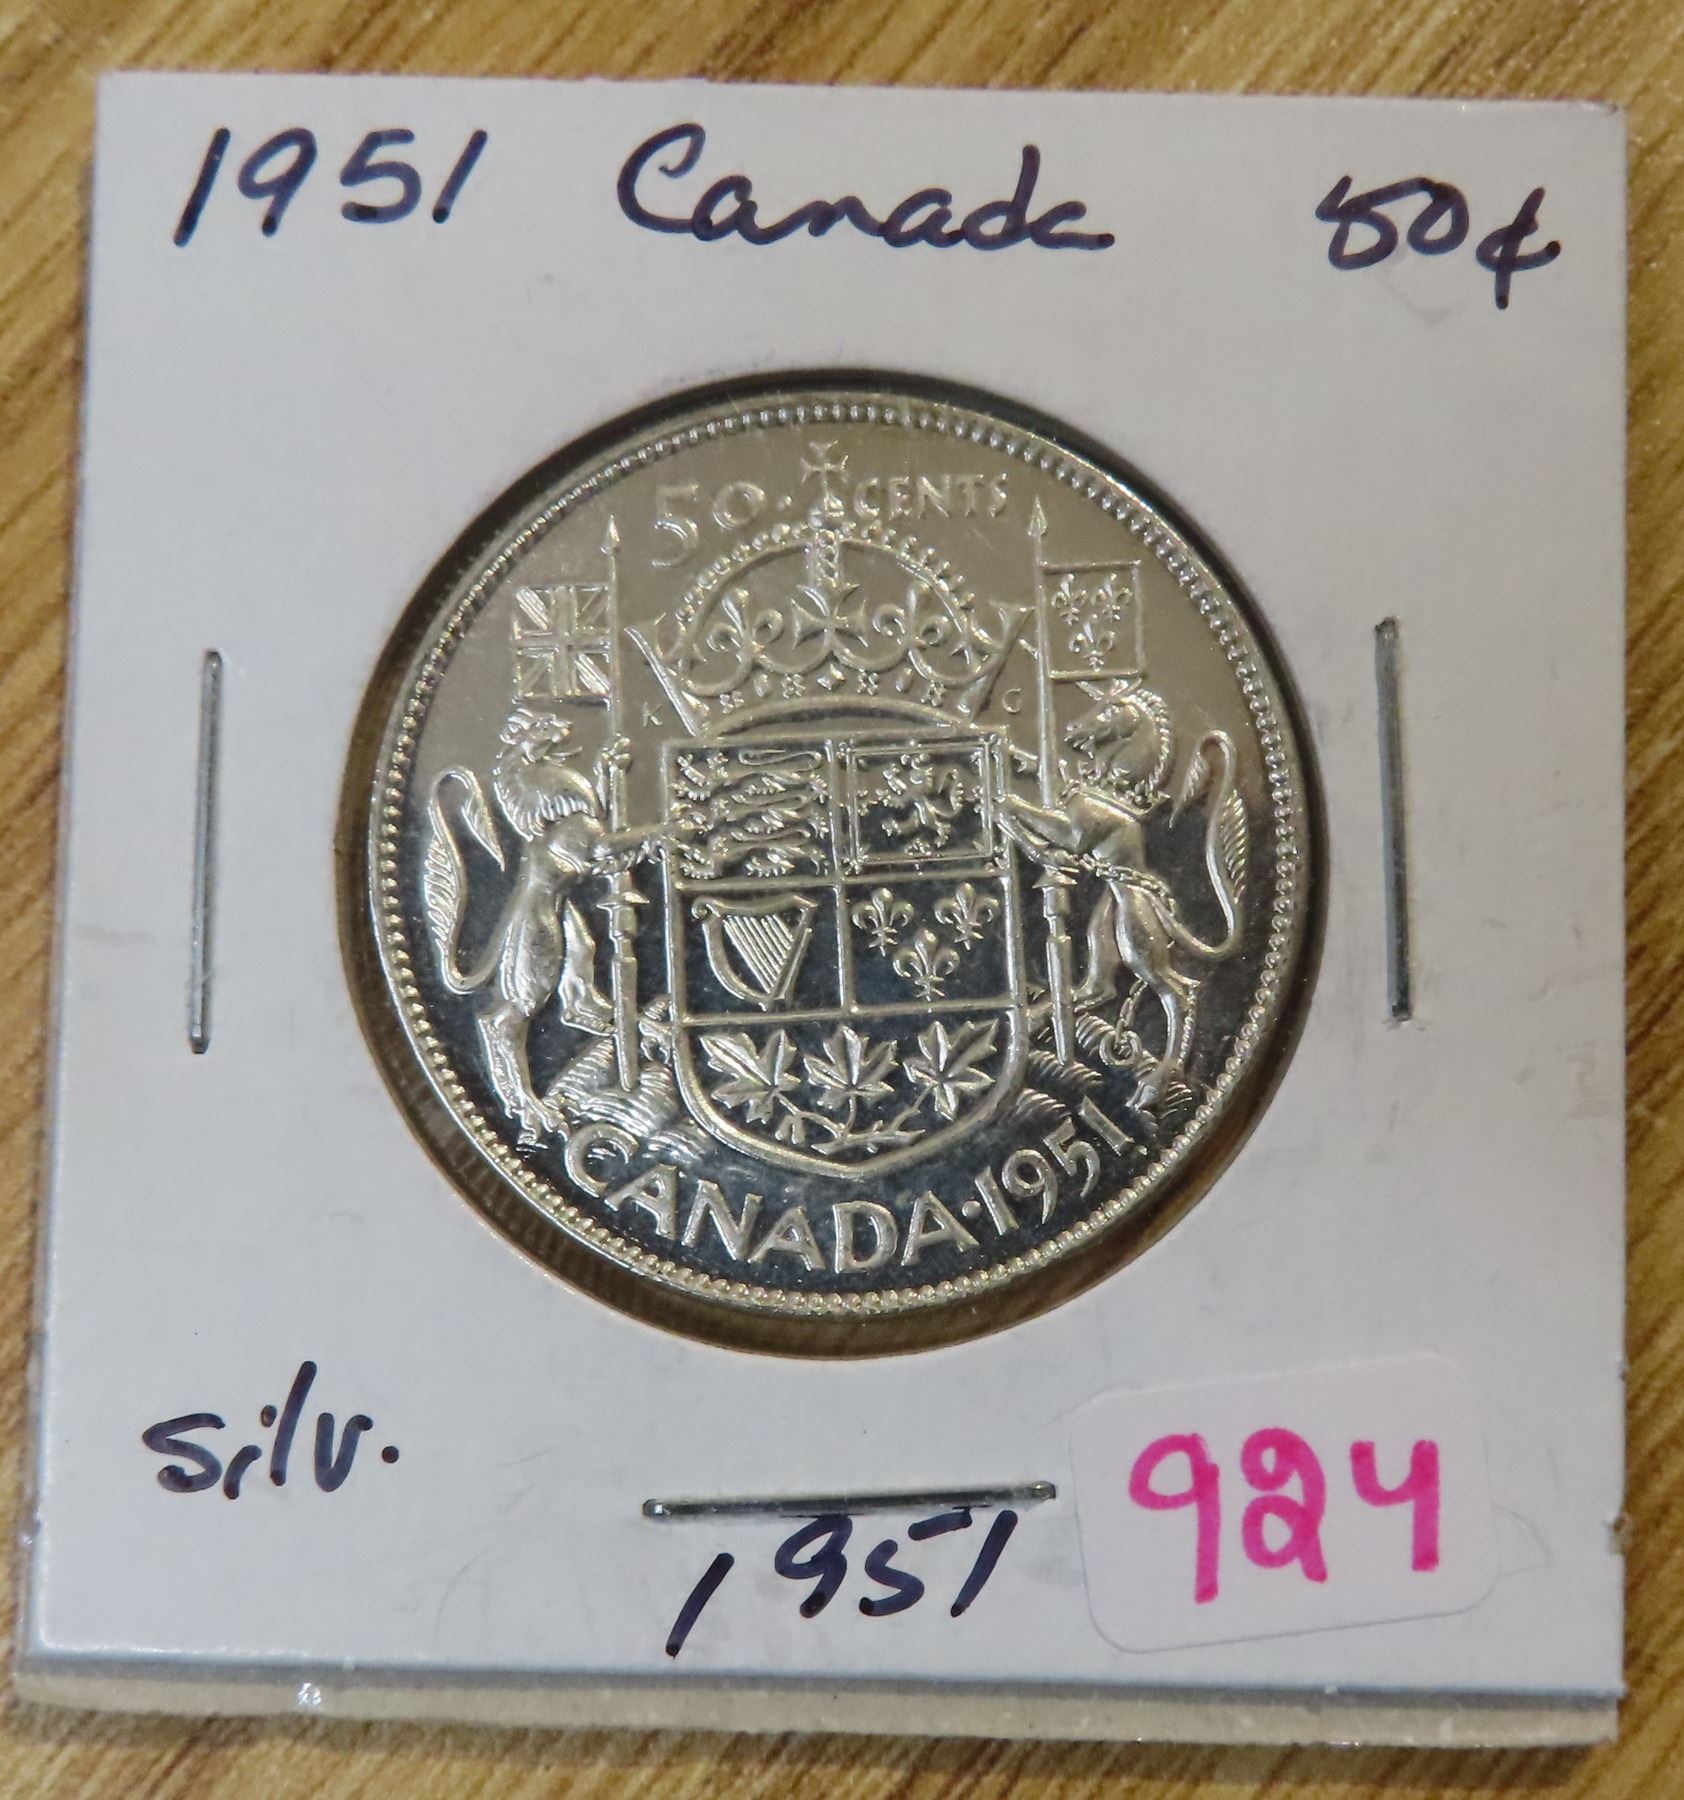 1951 Canada 50¢
50. CENTS
K C
CANADA·1951
Silv.
1951
924